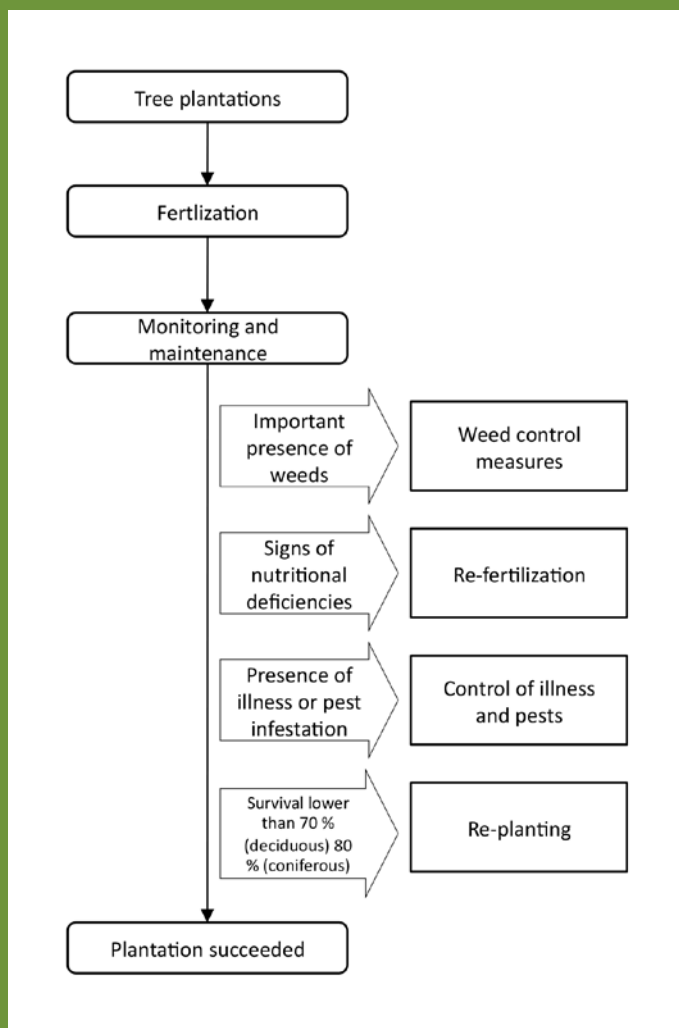 Tree plantations
Fertlization
Monitoring and
maintenance
Important
presence of
weeds
Weed control
measures
Signs of
nutritional
deficiencies
Re-fertilization
Presence of
illness or pest
infestation
Control of illness
and pests
Survival lower
than 70 %
(deciduous) 80
% (coniferous)
Re-planting
Plantation succeeded